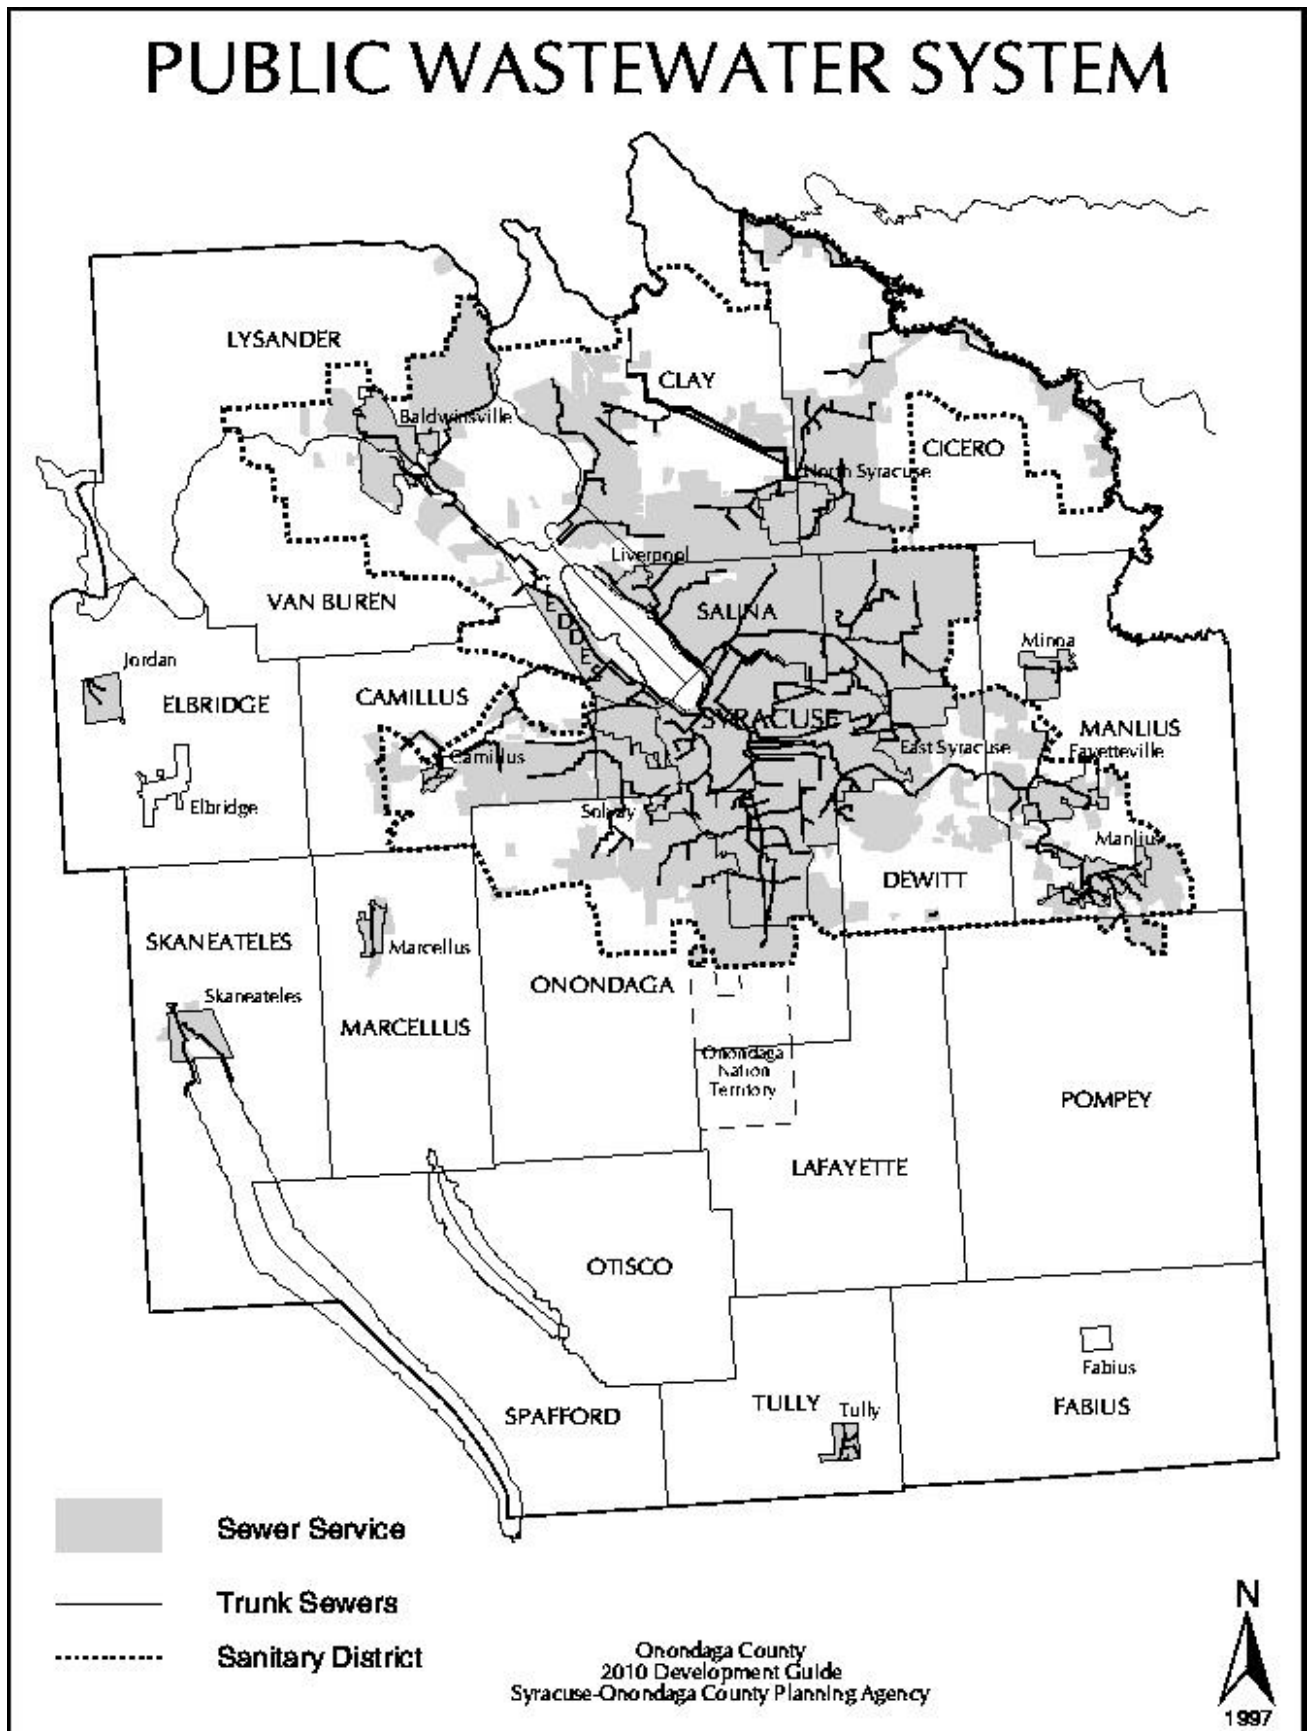 PUBLIC WASTEWATER SYSTEM
LYSANDER
CLAY
Baldwinsville
CICERO
North Syracuse
Liverpool
VAN BUREN
GEDDES
SALINA
Minoa
Jordan
ELBRIDGE
CAMILLUS
SYRACUSE
MANLIUS
East Syracuse
Fayetteville
Camillus
Elbridge
Solvay
Manlius
DEWITT
SKANEATELES
Marcellus
ONONDAGA
Skaneateles
MARCELLUS
Onondaga
Nation
Territory
POMPEY
LAFAYETTE
OTISCO
Fabius
SPAFFORD
TULLY
Tully
FABIUS
Sewer Service
Trunk Sewers
Sanitary District
Onondaga County
2010 Development Guide
Syracuse-Onondaga County Planning Agency
N
1997